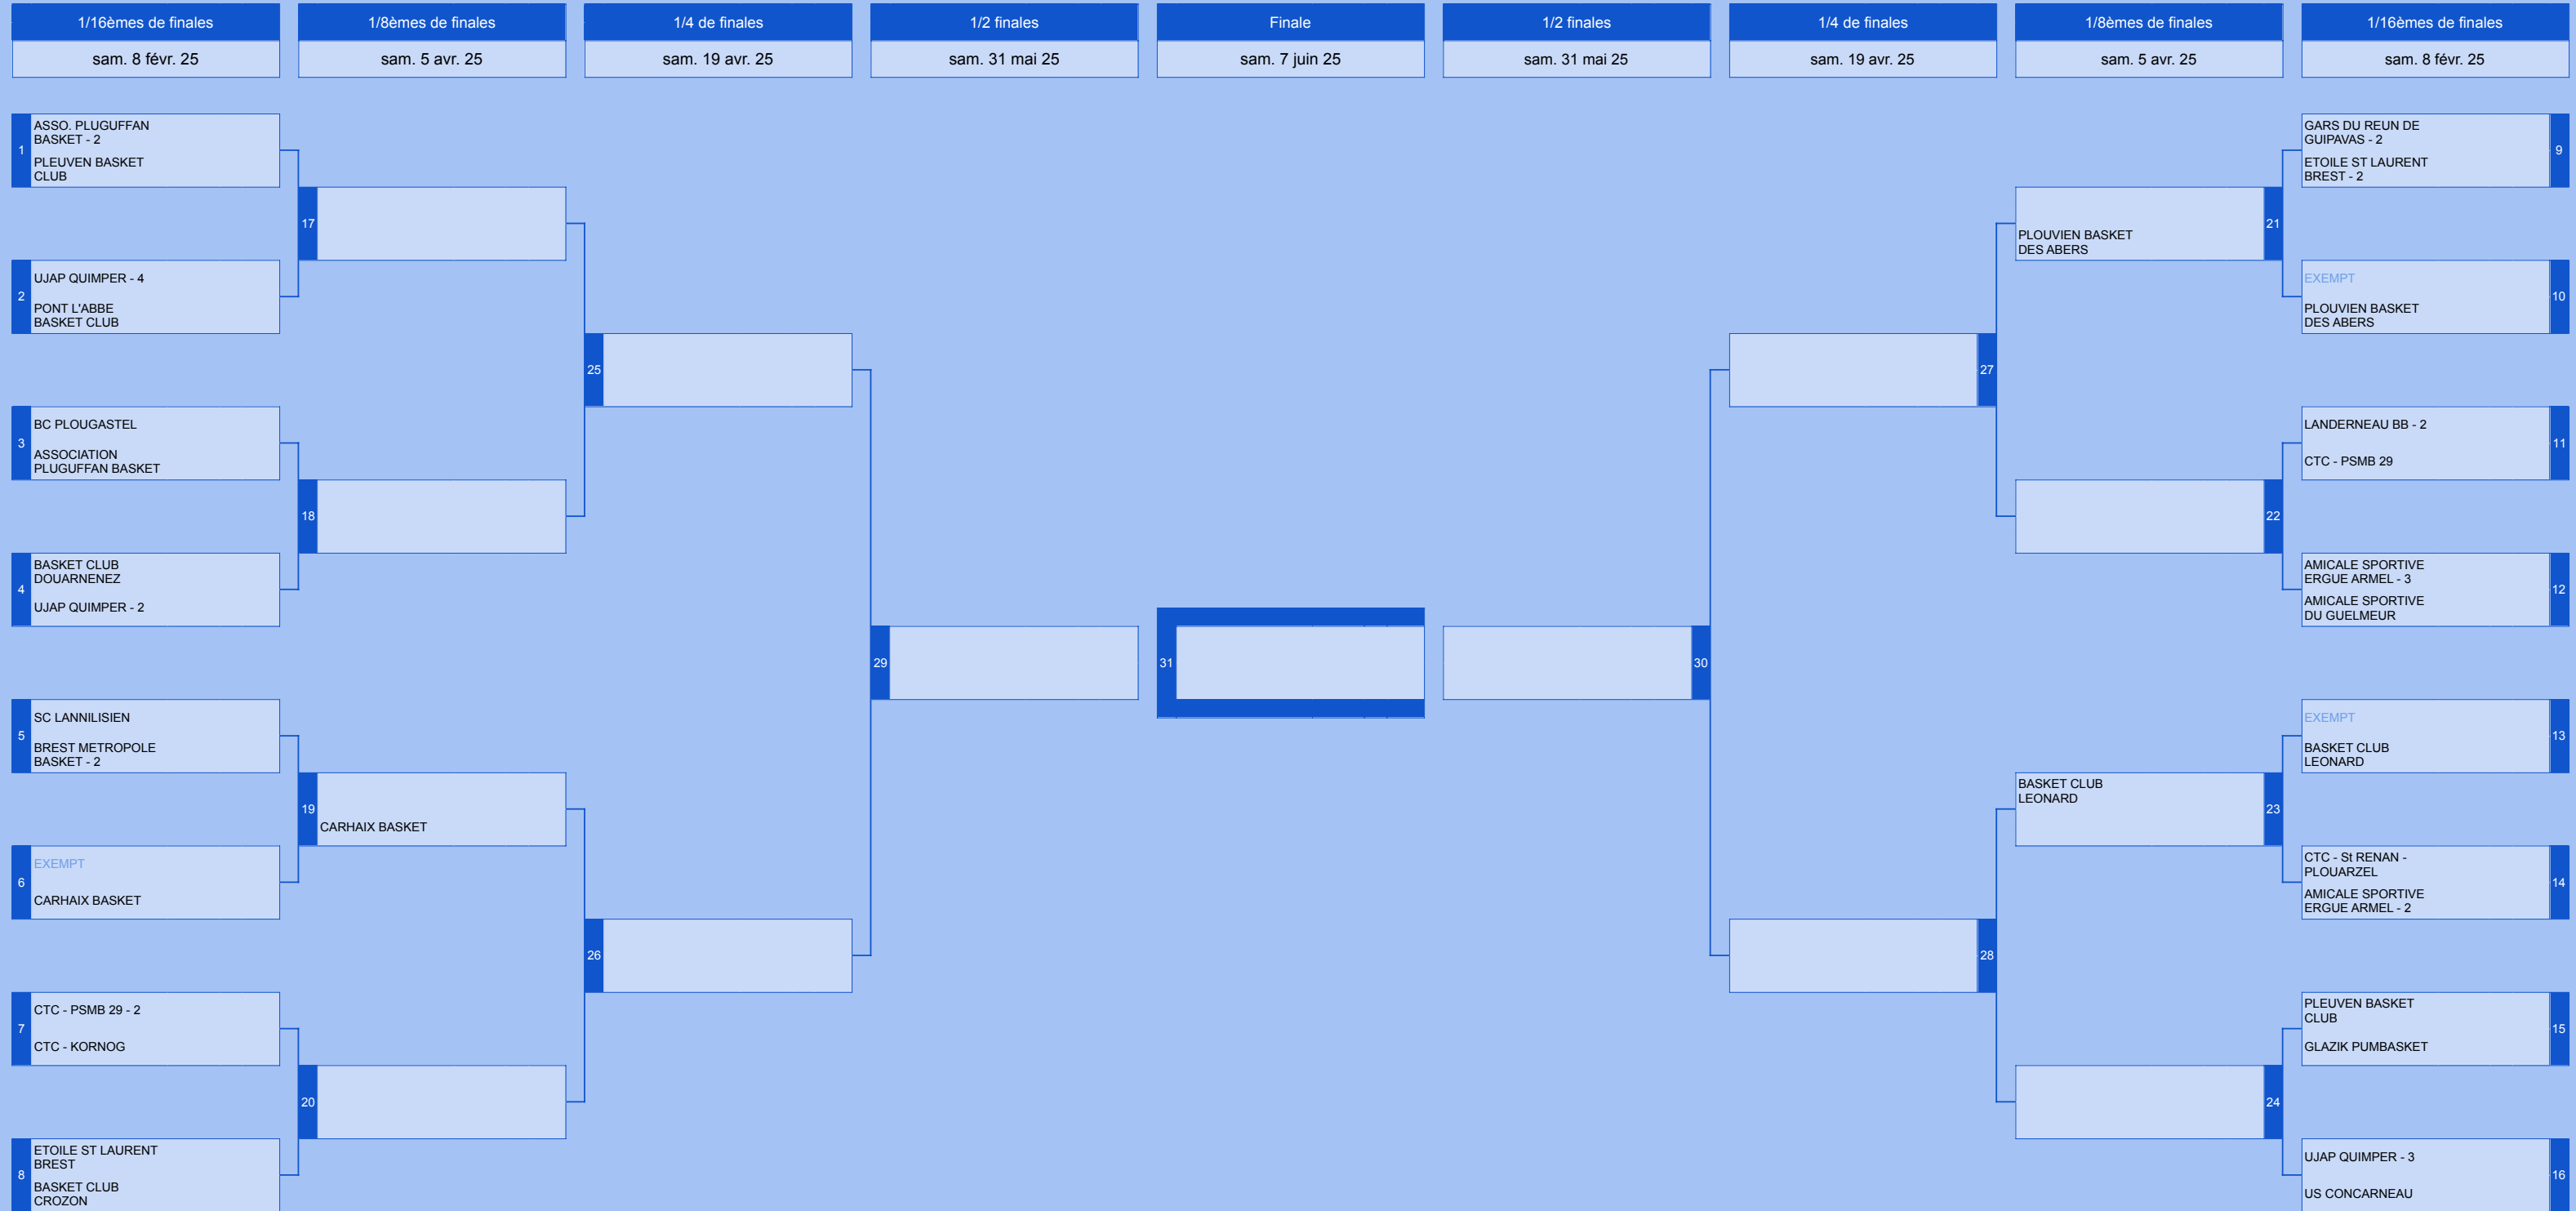 1/16èmes de finales
1/8èmes de finales
1/4 de finales
1/2 finales
Finale
1/2 finales
1/4 de finales
1/8èmes de finales
1/16èmes de finales
sam. 8 févr. 25
sam. 5 avr. 25
sam. 19 avr. 25
sam. 31 mai 25
sam. 7 juin 25
sam. 31 mai 25
sam. 19 avr. 25
sam. 5 avr. 25
sam. 8 févr. 25
1
ASSO. PLUGUFFAN
BASKET - 2
PLEUVEN BASKET
CLUB
2
UJAP QUIMPER - 4
PONT L'ABBE
BASKET CLUB
3
BC PLOUGASTEL
ASSOCIATION
PLUGUFFAN BASKET
4
BASKET CLUB
DOUARNENEZ
UJAP QUIMPER - 2
5
SC LANNILISIEN
BREST METROPOLE
BASKET - 2
6
EXEMPT
CARHAIX BASKET
7
CTC - PSMB 29 - 2
CTC - KORNOG
8
ETOILE ST LAURENT
BREST
BASKET CLUB
CROZON
17
18
19
CARHAIX BASKET
20
25
26
29
31
30
27
28
PLOUVIEN BASKET
DES ABERS
21
22
BASKET CLUB
LEONARD
23
24
GARS DU REUN DE
GUIPAVAS - 2
ETOILE ST LAURENT
BREST - 2
9
EXEMPT
PLOUVIEN BASKET
DES ABERS
10
LANDERNEAU BB - 2
CTC - PSMB 29
11
AMICALE SPORTIVE
ERGUE ARMEL - 3
AMICALE SPORTIVE
DU GUELMEUR
12
EXEMPT
BASKET CLUB
LEONARD
13
CTC - St RENAN -
PLOUARZEL
AMICALE SPORTIVE
ERGUE ARMEL - 2
14
PLEUVEN BASKET
CLUB
GLAZIK PUMBASKET
15
UJAP QUIMPER - 3
US CONCARNEAU
16